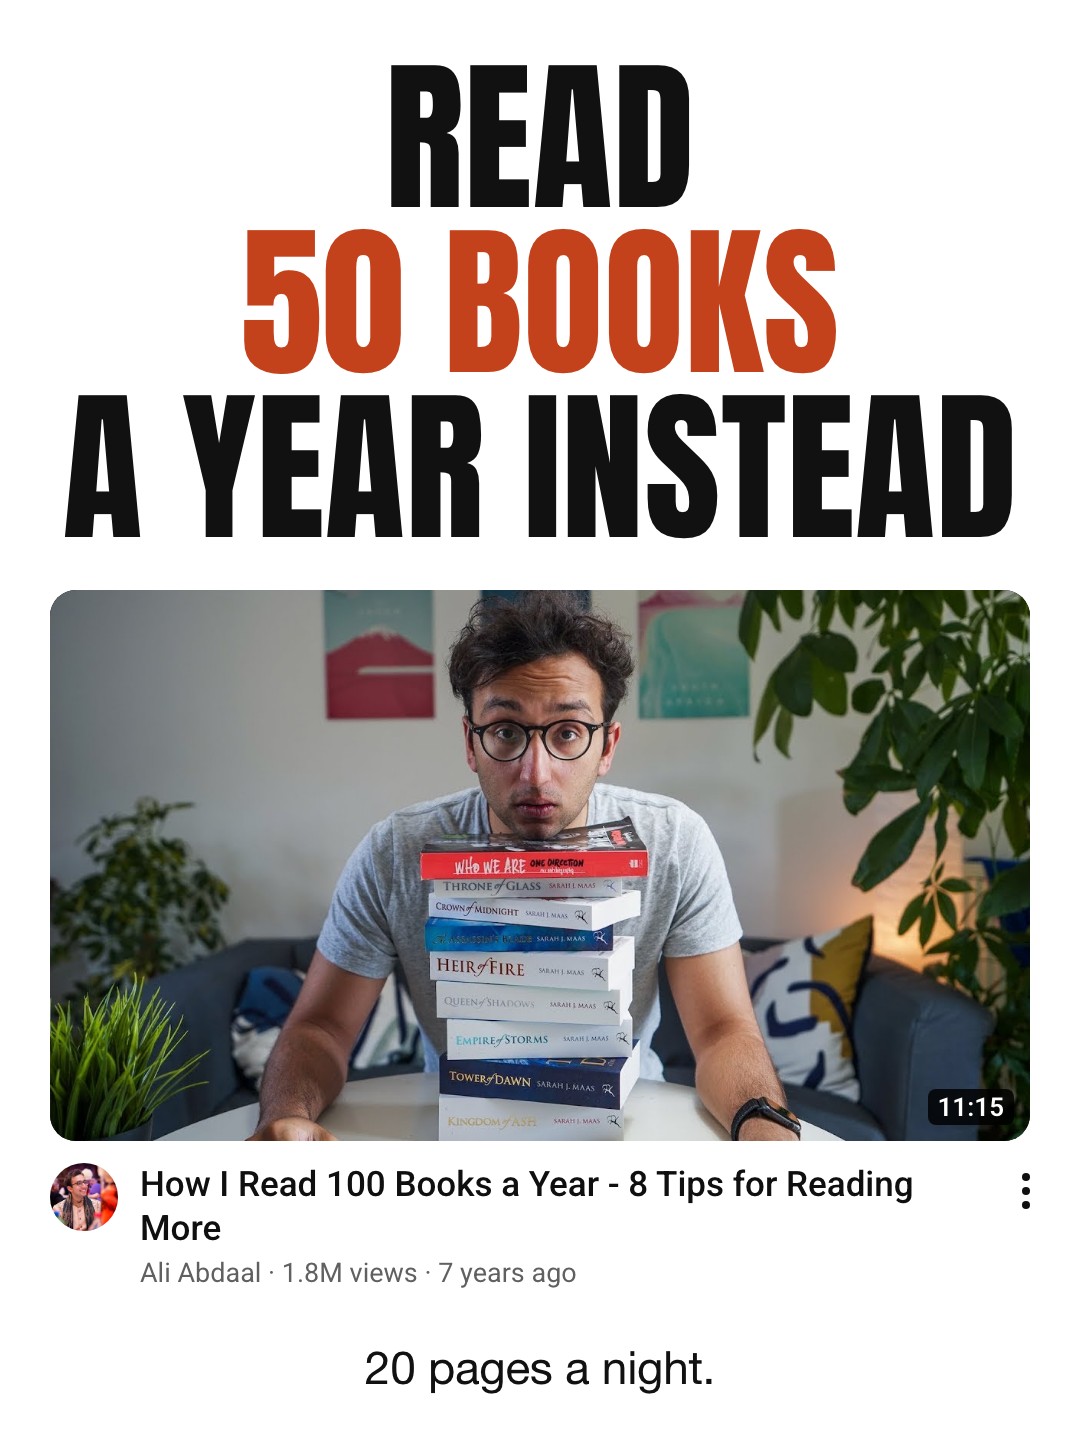 READ
50 BOOKS
A YEAR INSTEAD
WHO WE ARE ONE DIRECTION
THRONE of GLASS SARAH J. MAAS
CROWN of MIDNIGHT SARAH J. MAAS
SARAH J. MAAS
HEIR of FIRE SARAH J. MAAS
QUEEN of SHADOWS SARAH J. MAAS
EMPIRE of STORMS SARAH J. MAAS
TOWER of DAWN SARAH J. MAAS
KINGDOM of ASH SARAH J. MAAS
11:15
How I Read 100 Books a Year - 8 Tips for Reading
More
Ali Abdaal · 1.8M views · 7 years ago
20 pages a night.